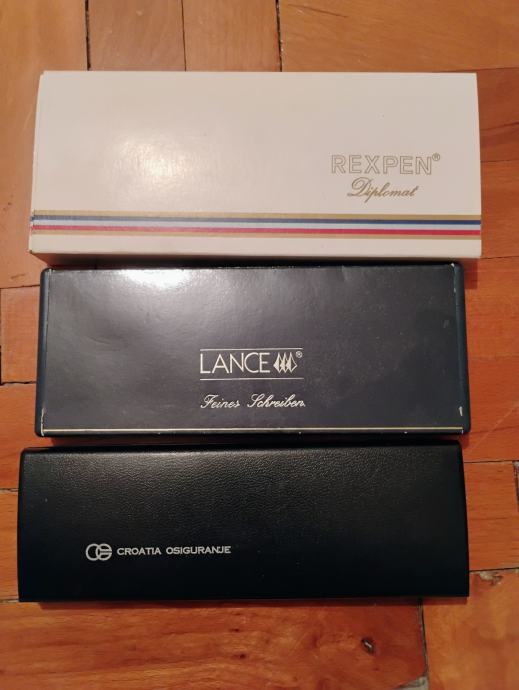 REXPEN®
Diplomat
LANCE®
Feines Schreiben.
CROATIA OSIGURANJE